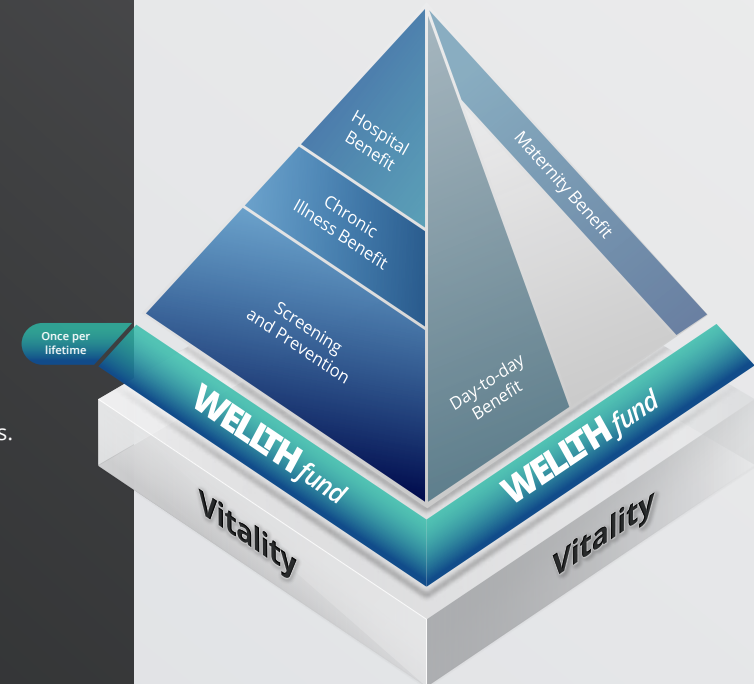 Hospital
Benefit
Chronic
Illness Benefit
Screening
and Prevention
Maternity Benefit
Day-to-day
Benefit
Once per
lifetime
s.
WELLTH fund
WELLTH fund
Vitality
Vitality